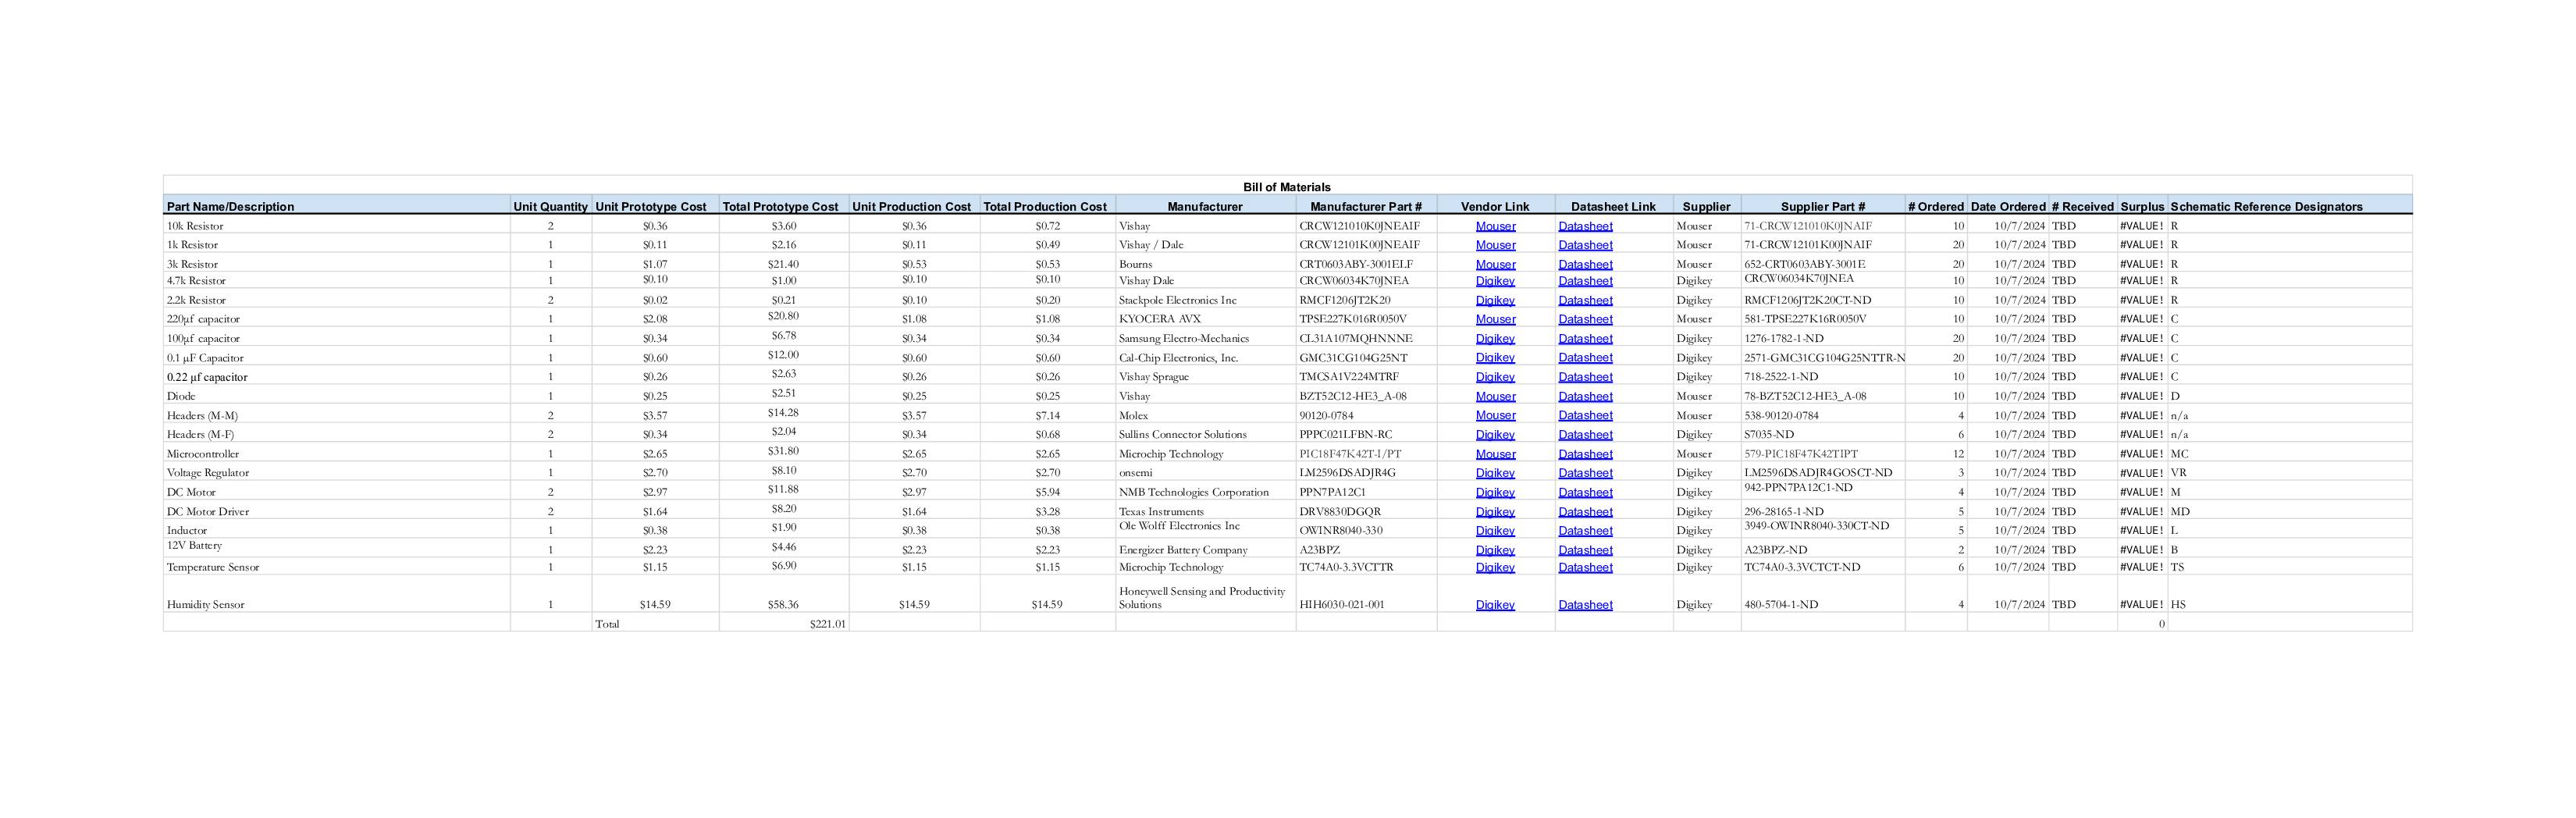 Bill of Materials
Part Name/Description Unit Quantity Unit Prototype Cost Total Prototype Cost Unit Production Cost Total Production Cost Manufacturer Manufacturer Part # Vendor Link Datasheet Link Supplier Supplier Part # # Ordered Date Ordered # Received Surplus Schematic Reference Designators
10k Resistor 2 $0.36 $3.60 $0.36 $0.72 Vishay CRCW121010K0JNEAIF Mouser Datasheet Mouser 71-CRCW121010K0JNAIF 10 10/7/2024 TBD #VALUE! R
1k Resistor 1 $0.11 $2.16 $0.11 $0.49 Vishay / Dale CRCW12101K00JNEAIF Mouser Datasheet Mouser 71-CRCW12101K00JNAIF 20 10/7/2024 TBD #VALUE! R
3k Resistor 1 $1.07 $21.40 $0.53 $0.53 Bourns CRT0603ABY-3001ELF Mouser Datasheet Mouser 652-CRT0603ABY-3001E 20 10/7/2024 TBD #VALUE! R
4.7k Resistor 1 $0.10 $1.00 $0.10 $0.10 Vishay Dale CRCW06034K70JNEA Digikey Datasheet Digikey CRCW06034K70JNEA 10 10/7/2024 TBD #VALUE! R
2.2k Resistor 2 $0.02 $0.21 $0.10 $0.20 Stackpole Electronics Inc RMCF1206JT2K20 Digikey Datasheet Digikey RMCF1206JT2K20CT-ND 10 10/7/2024 TBD #VALUE! R
220µf capacitor 1 $2.08 $20.80 $1.08 $1.08 KYOCERA AVX TPSE227K016R0050V Mouser Datasheet Mouser 581-TPSE227K16R0050V 10 10/7/2024 TBD #VALUE! C
100µf capacitor 1 $0.34 $6.78 $0.34 $0.34 Samsung Electro-Mechanics CL31A107MQHNNNE Digikey Datasheet Digikey 1276-1782-1-ND 20 10/7/2024 TBD #VALUE! C
0.1 µF Capacitor 1 $0.60 $12.00 $0.60 $0.60 Cal-Chip Electronics, Inc. GMC31CG104G25NT Digikey Datasheet Digikey 2571-GMC31CG104G25NTTR-N 20 10/7/2024 TBD #VALUE! C
0.22 µf capacitor 1 $0.26 $2.63 $0.26 $0.26 Vishay Sprague TMCSA1V224MTRF Digikey Datasheet Digikey 718-2522-1-ND 10 10/7/2024 TBD #VALUE! C
Diode 1 $0.25 $2.51 $0.25 $0.25 Vishay BZT52C12-HE3_A-08 Mouser Datasheet Mouser 78-BZT52C12-HE3_A-08 10 10/7/2024 TBD #VALUE! D
Headers (M-M) 2 $3.57 $14.28 $3.57 $7.14 Molex 90120-0784 Mouser Datasheet Mouser 538-90120-0784 4 10/7/2024 TBD #VALUE! n/a
Headers (M-F) 2 $0.34 $2.04 $0.34 $0.68 Sullins Connector Solutions PPPC021LFBN-RC Digikey Datasheet Digikey S7035-ND 6 10/7/2024 TBD #VALUE! n/a
Microcontroller 1 $2.65 $31.80 $2.65 $2.65 Microchip Technology PIC18F47K42T-I/PT Mouser Datasheet Mouser 579-PIC18F47K42TIPT 12 10/7/2024 TBD #VALUE! MC
Voltage Regulator 1 $2.70 $8.10 $2.70 $2.70 onsemi LM2596DSADJR4G Digikey Datasheet Digikey LM2596DSADJR4GOSCT-ND 3 10/7/2024 TBD #VALUE! VR
DC Motor 2 $2.97 $11.88 $2.97 $5.94 NMB Technologies Corporation PPN7PA12C1 Digikey Datasheet Digikey 942-PPN7PA12C1-ND 4 10/7/2024 TBD #VALUE! M
DC Motor Driver 2 $1.64 $8.20 $1.64 $3.28 Texas Instruments DRV8830DGQR Digikey Datasheet Digikey 296-28165-1-ND 5 10/7/2024 TBD #VALUE! MD
Inductor 1 $0.38 $1.90 $0.38 $0.38 Ole Wolff Electronics Inc OWINR8040-330 Digikey Datasheet Digikey 3949-OWINR8040-330CT-ND 5 10/7/2024 TBD #VALUE! L
12V Battery 1 $2.23 $4.46 $2.23 $2.23 Energizer Battery Company A23BPZ Digikey Datasheet Digikey A23BPZ-ND 2 10/7/2024 TBD #VALUE! B
Temperature Sensor 1 $1.15 $6.90 $1.15 $1.15 Microchip Technology TC74A0-3.3VCTTR Digikey Datasheet Digikey TC74A0-3.3VCTCT-ND 6 10/7/2024 TBD #VALUE! TS
Honeywell Sensing and Productivity
Humidity Sensor 1 $14.59 $58.36 $14.59 $14.59 Solutions HIH6030-021-001 Digikey Datasheet Digikey 480-5704-1-ND 4 10/7/2024 TBD #VALUE! HS
Total $221.01 0